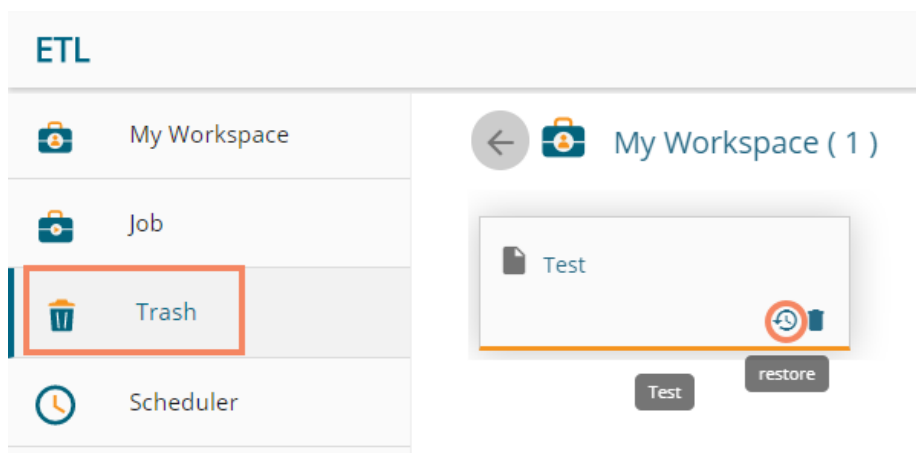 ETL
My Workspace
Job
Trash
Scheduler
My Workspace ( 1 )
Test
restore
Test